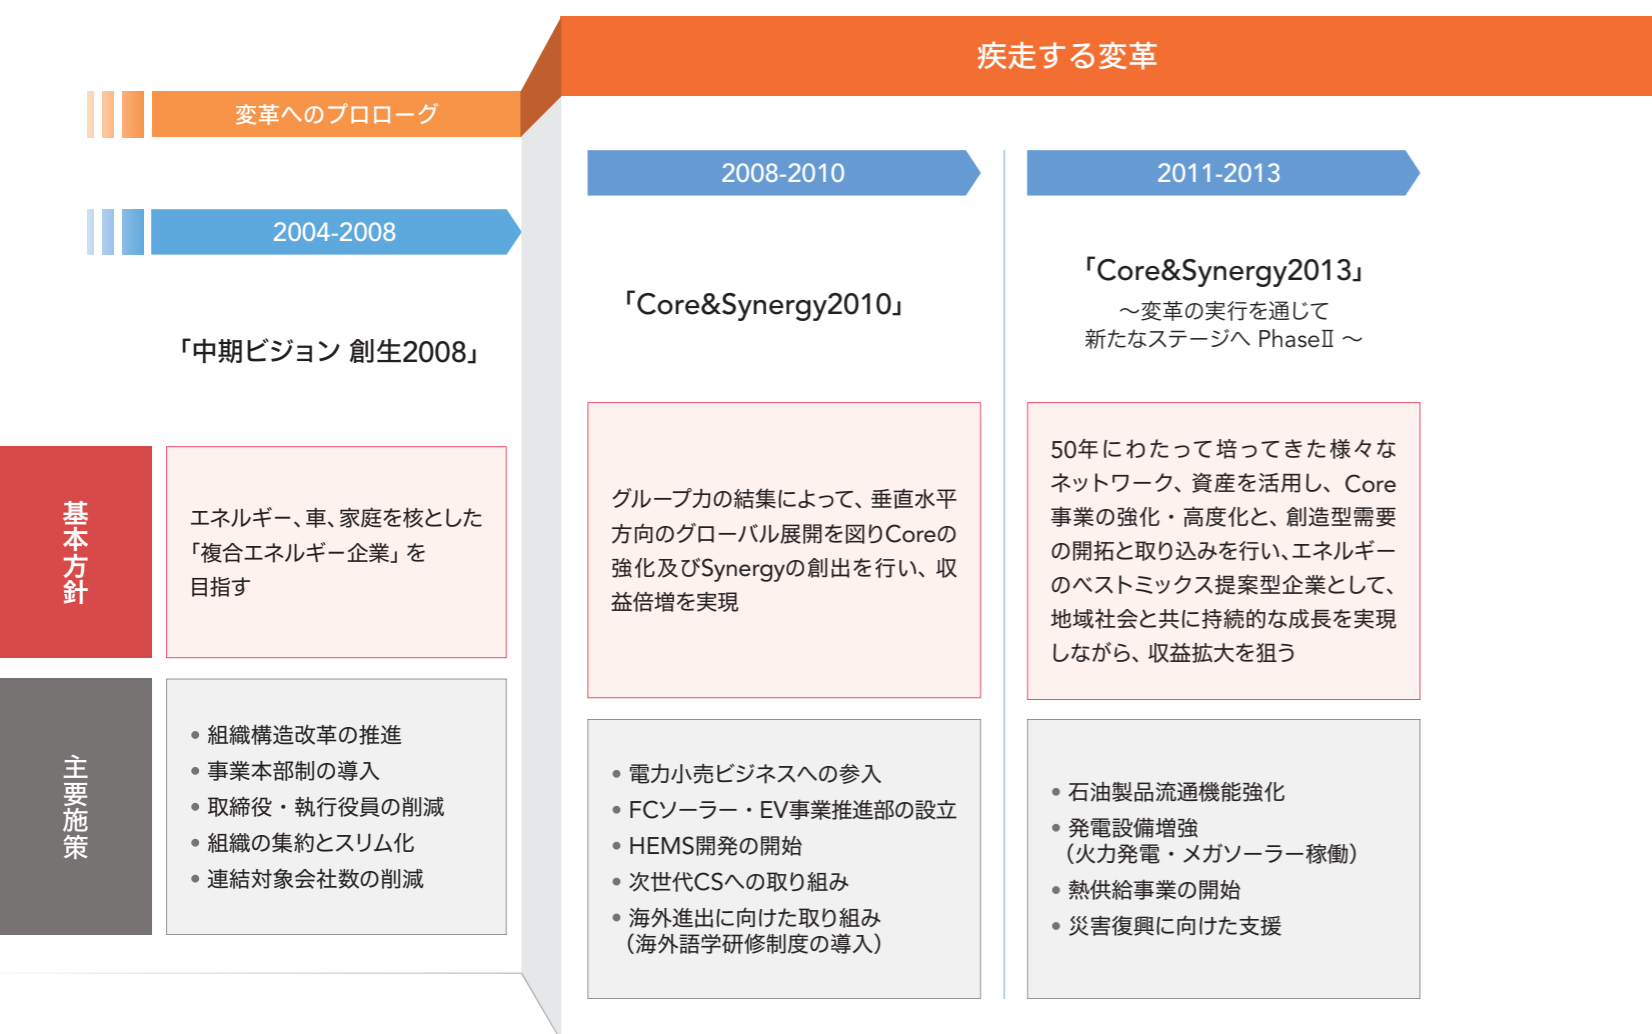 疾走する変革
変革へのプロローグ
2004-2008
「中期ビジョン 創生2008」
基本方針
エネルギー、車、家庭を核とした
「複合エネルギー企業」を
目指す
主要施策
• 組織構造改革の推進
• 事業本部制の導入
• 取締役・執行役員の削減
• 組織の集約とスリム化
• 連結対象会社数の削減
2008-2010
「Core&Synergy2010」
グループ力の結集によって、垂直水平
方向のグローバル展開を図りCoreの
強化及びSynergyの創出を行い、収
益倍増を実現
• 電力小売ビジネスへの参入
• FCソーラー・EV事業推進部の設立
• HEMS開発の開始
• 次世代CSへの取り組み
• 海外進出に向けた取り組み
（海外語学研修制度の導入）
2011-2013
「Core&Synergy2013」
～変革の実行を通じて
新たなステージへ PhaseⅡ ～
50年にわたって培ってきた様々な
ネットワーク、資産を活用し、Core
事業の強化・高度化と、創造型需要
の開拓と取り込みを行い、エネルギー
のベストミックス提案型企業として、
地域社会と共に持続的な成長を実現
しながら、収益拡大を狙う
• 石油製品流通機能強化
• 発電設備増強
（火力発電・メガソーラー稼働）
• 熱供給事業の開始
• 災害復興に向けた支援